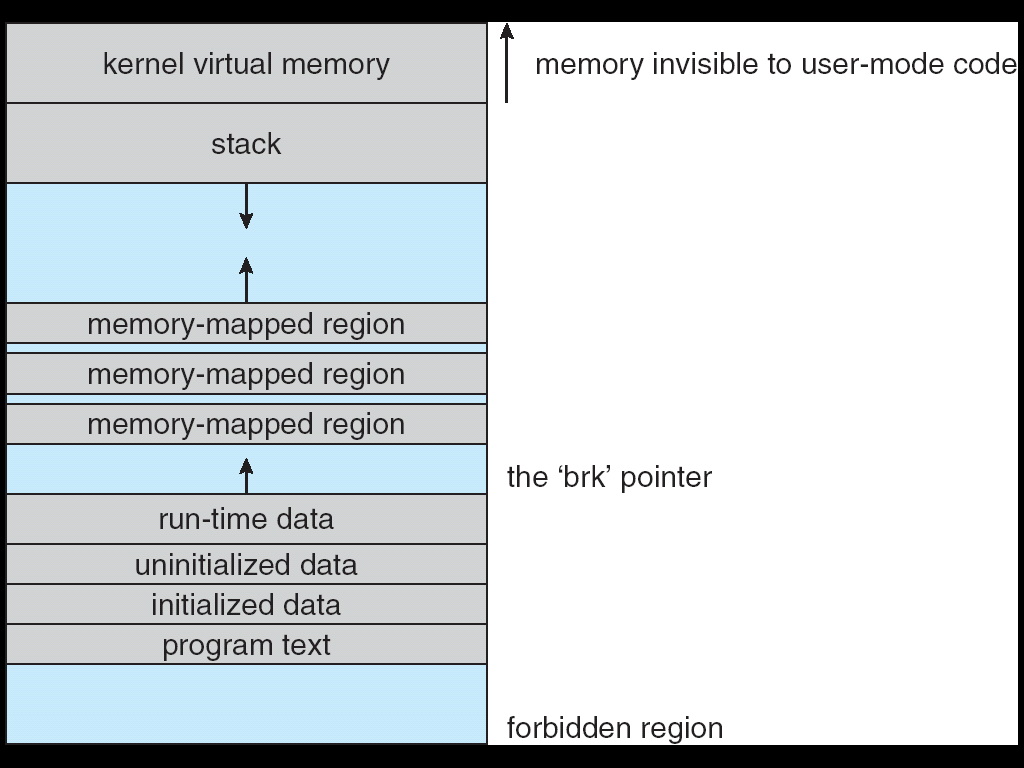 kernel virtual memory
memory invisible to user-mode code
stack
memory-mapped region
memory-mapped region
memory-mapped region
the ‘brk’ pointer
run-time data
uninitialized data
initialized data
program text
forbidden region